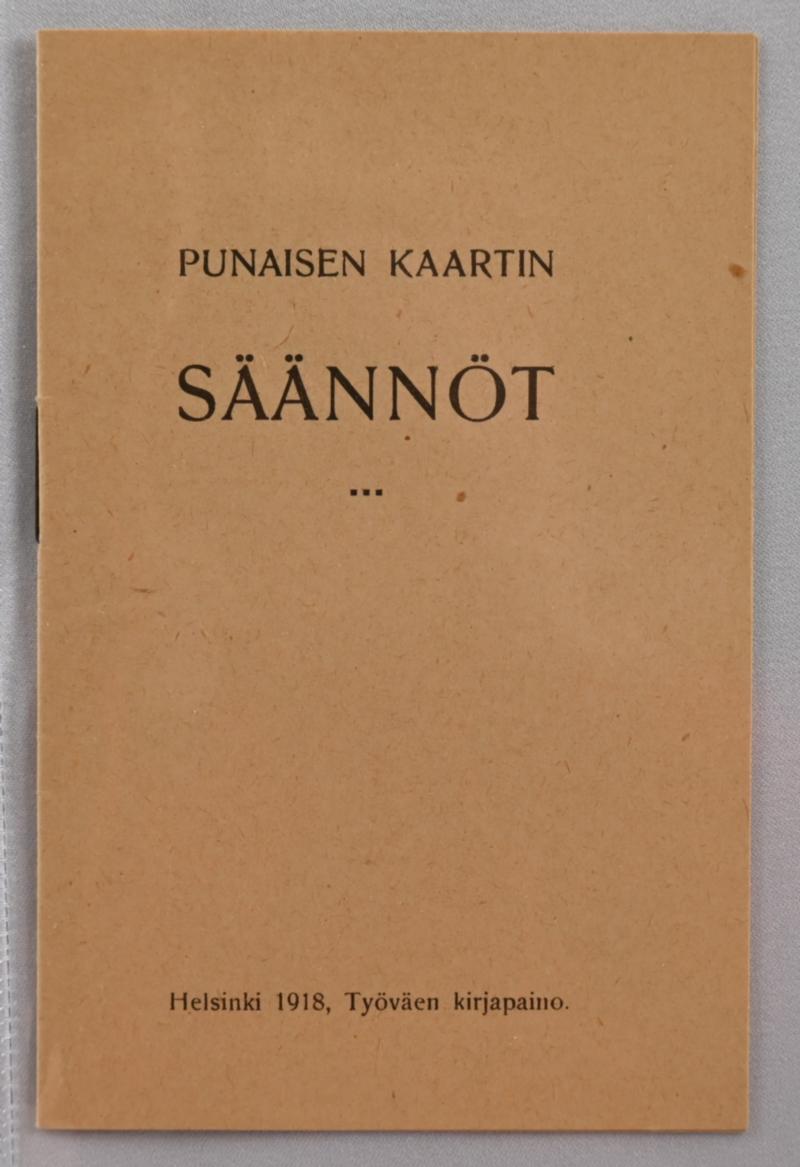 PUNAISEN KAARTIN
SÄÄNNÖT
Helsinki 1918, Työväen kirjapaino.